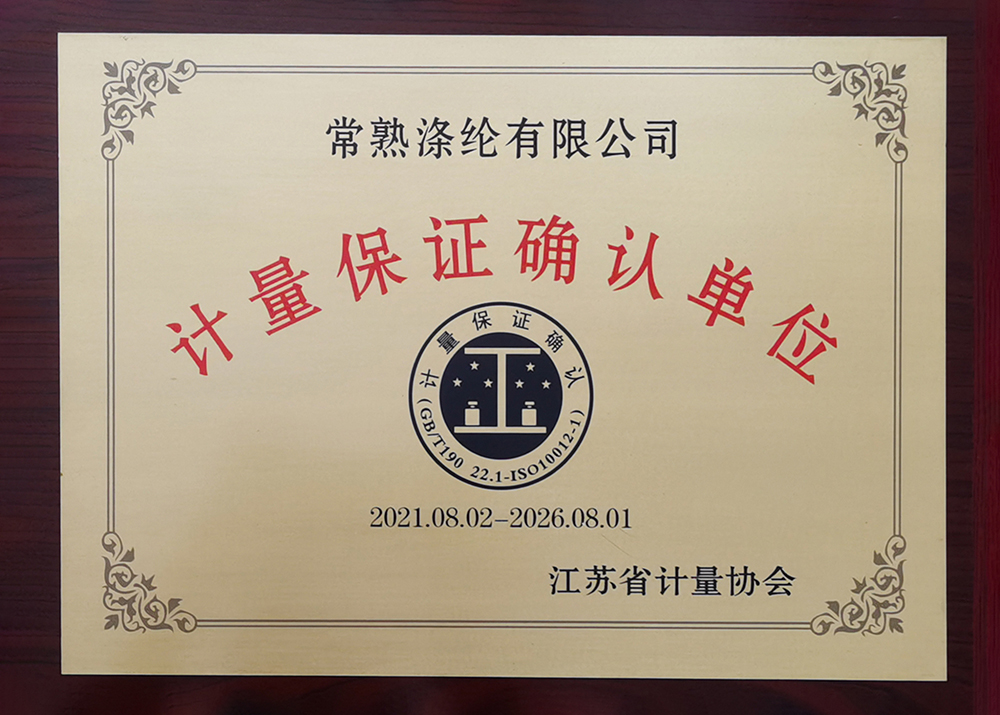 常熟涤纶有限公司
计量保证确认单位
计量保证确认
(GB/T190 22.1-ISO10012-1)
2021.08.02-2026.08.01
江苏省计量协会